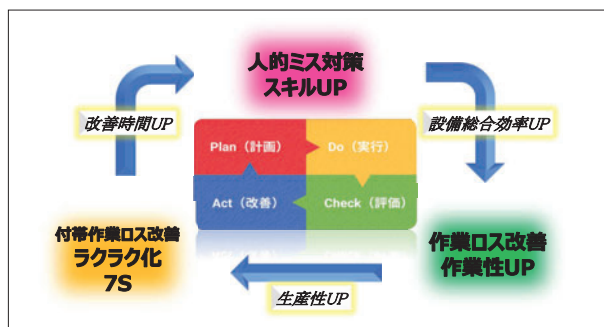 人的ミス対策
スキルUP
改善時間UP
設備総合効率UP
Plan（計画）
Do（実行）
Act（改善）
Check（評価）
付帯作業ロス改善
ラクラク化
7S
作業ロス改善
作業性UP
生産性UP